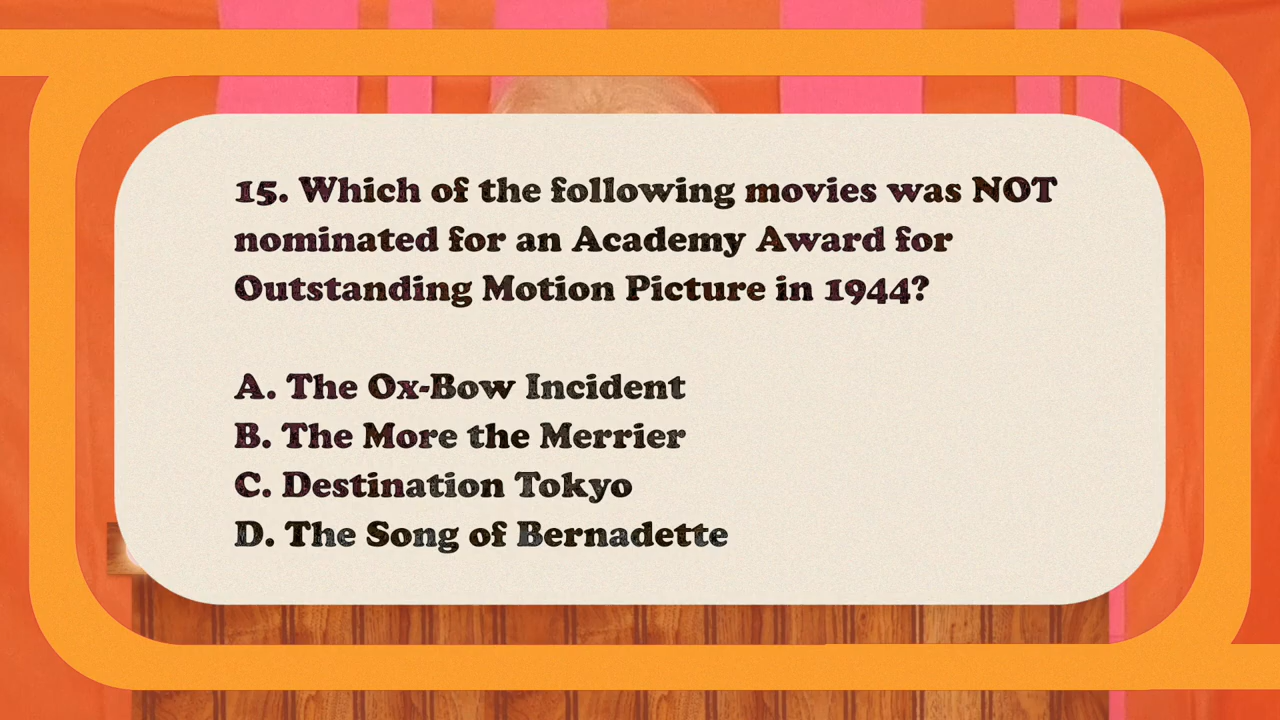 15. Which of the following movies was NOT
nominated for an Academy Award for
Outstanding Motion Picture in 1944?
A. The Ox-Bow Incident
B. The More the Merrier
C. Destination Tokyo
D. The Song of Bernadette